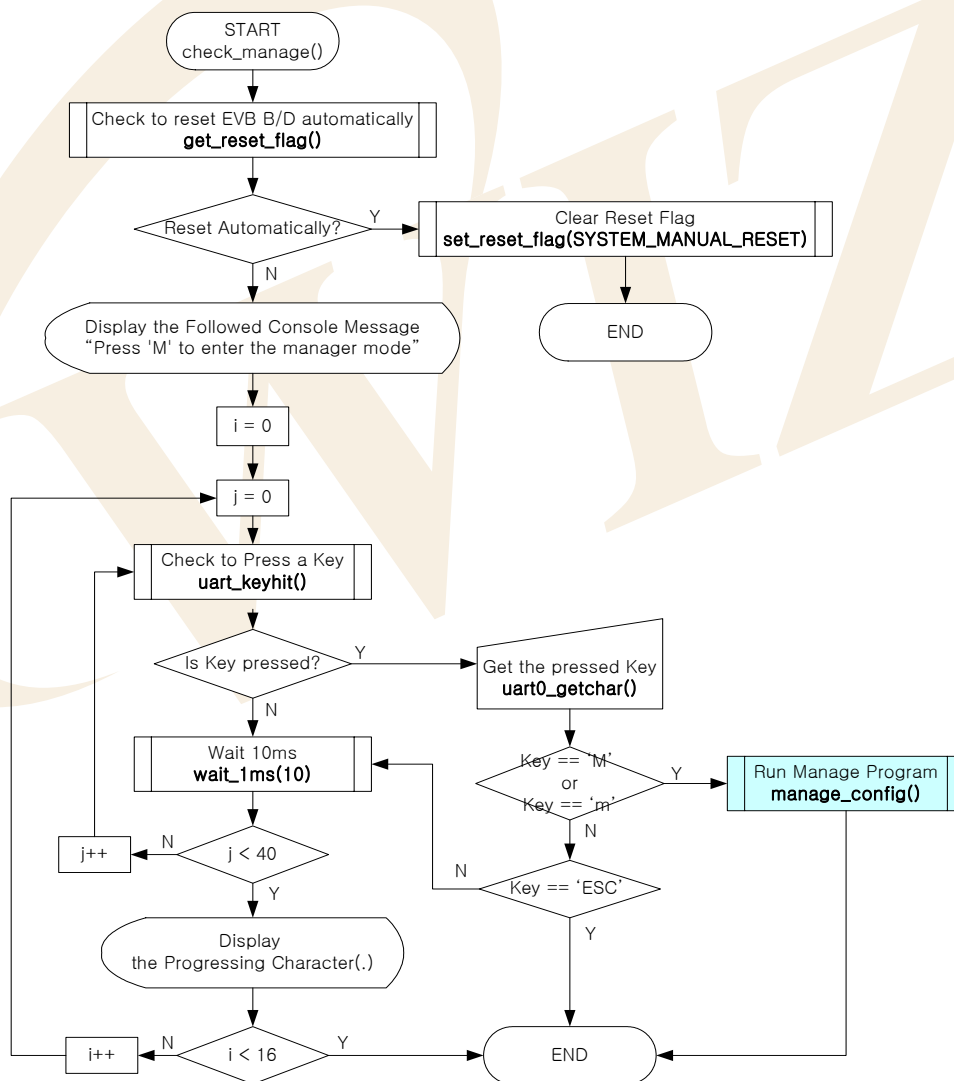 START
check_manage()
Check to reset EVB B/D automatically
get_reset_flag()
Reset Automatically?
Y
Clear Reset Flag
set_reset_flag(SYSTEM_MANUAL_RESET)
N
END
Display the Followed Console Message
“Press 'M' to enter the manager mode”
i = 0
j = 0
Check to Press a Key
uart_keyhit()
Is Key pressed?
Y
Get the pressed Key
uart0_getchar()
N
Wait 10ms
wait_1ms(10)
Key == ‘M’
or
Key == ‘m’
Y
Run Manage Program
manage_config()
N
j++
N
j < 40
Y
N
Key == ‘ESC’
Y
Display
the Progressing Character(.)
i++
N
i < 16
Y
END
WIZ